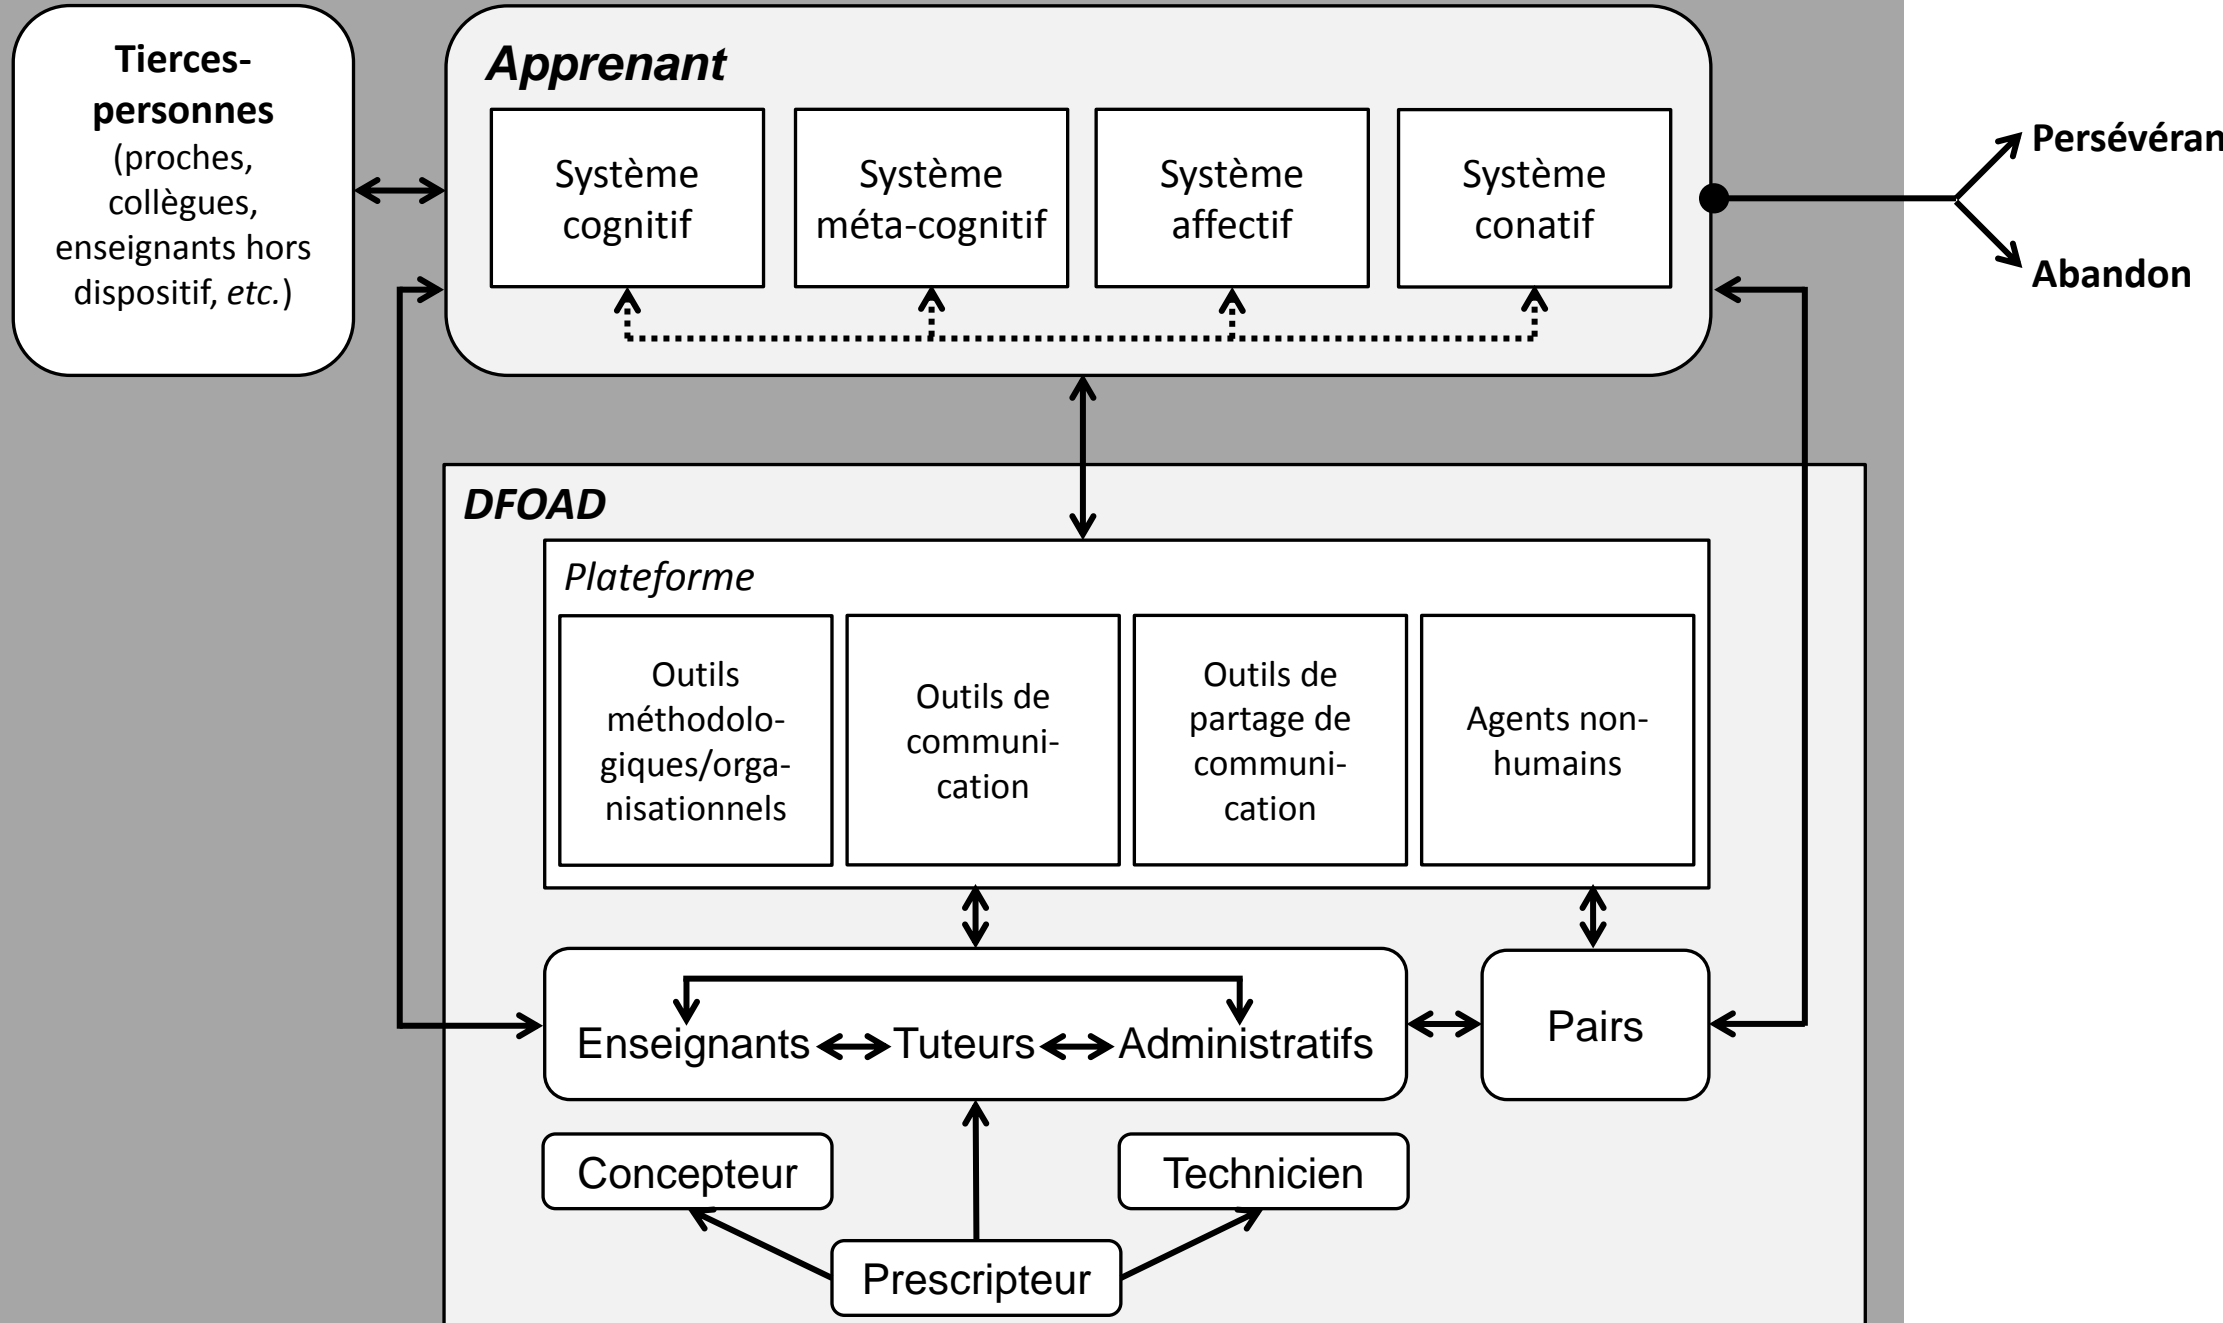 Tierces-
personnes
(proches,
collègues,
enseignants hors
dispositif, etc.)
Apprenant
Système
cognitif
Système
méta-cognitif
Système
affectif
Système
conatif
Persévéran
Abandon
DFOAD
Plateforme
Outils
méthodolo-
giques/orga-
nisationnels
Outils de
communi-
cation
Outils de
partage de
communi-
cation
Agents non-
humains
Enseignants
Tuteurs
Administratifs
Pairs
Concepteur
Technicien
Prescripteur